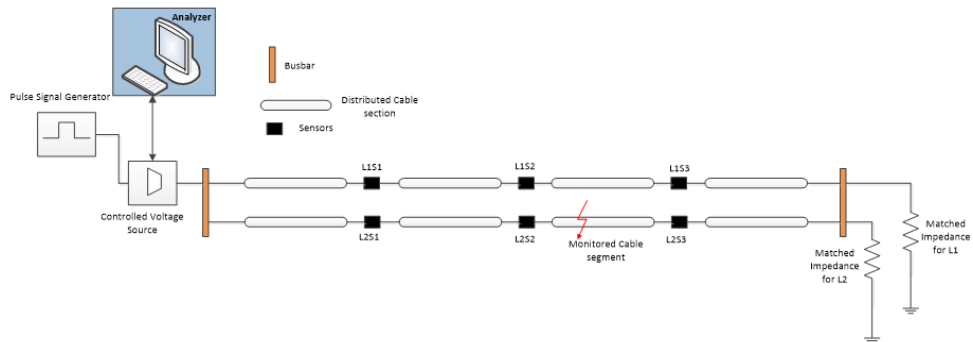 Analyzer
Pulse Signal Generator
Busbar
Distributed Cable
section
Sensors
L1S1
L1S2
L1S3
Controlled Voltage
Source
L2S1
L2S2
L2S3
Monitored Cable
segment
Matched
Impedance
for L1
Matched
Impedance
for L2